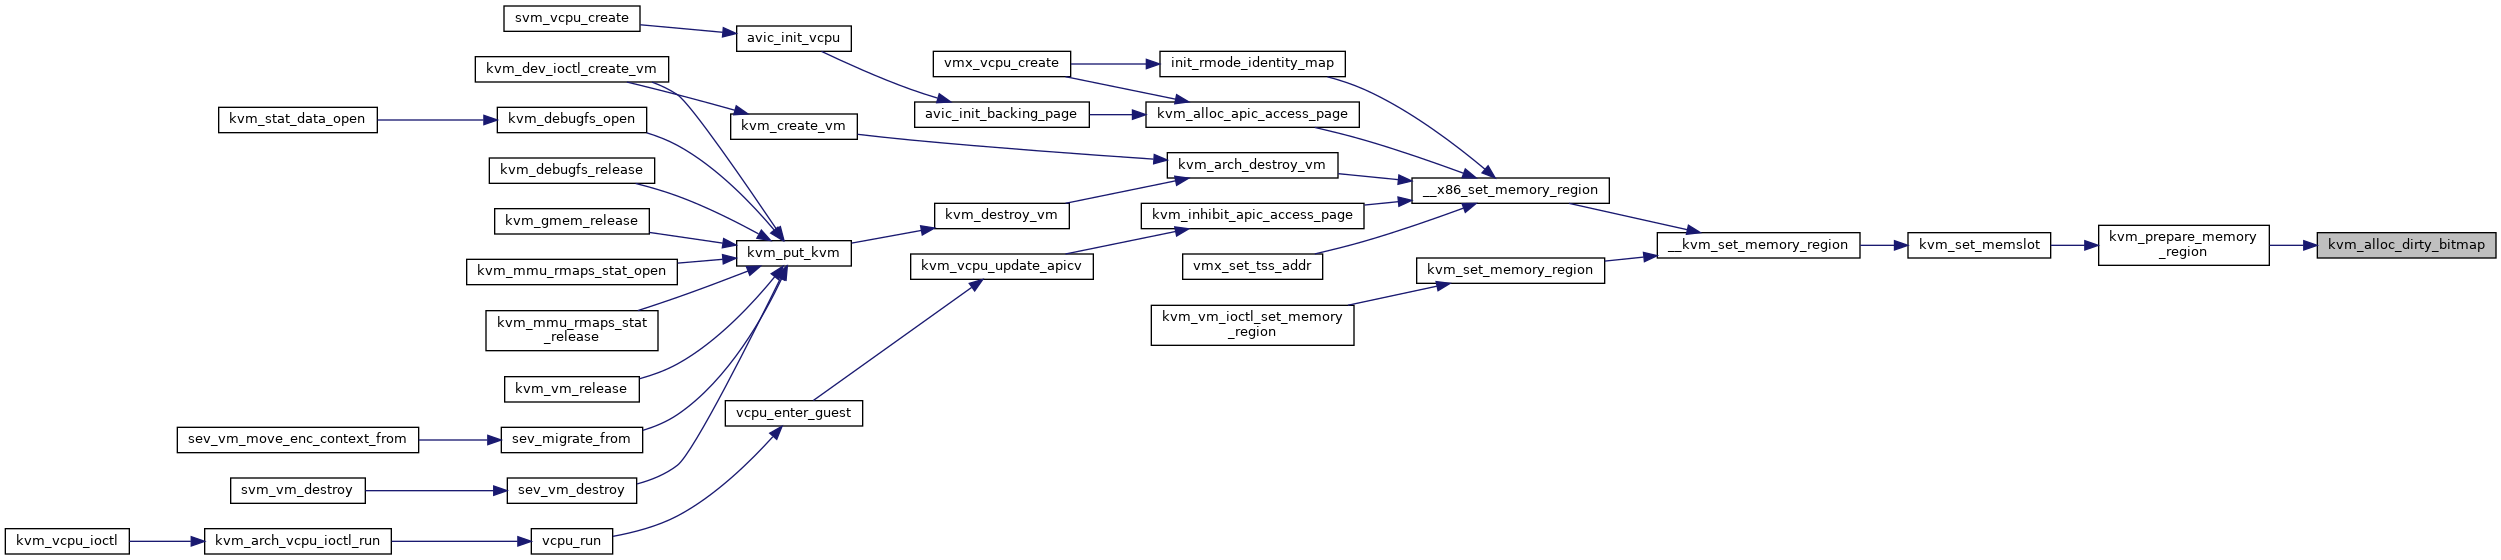 svm_vcpu_create
avic_init_vcpu
kvm_dev_ioctl_create_vm
vmx_vcpu_create
init_rmode_identity_map
kvm_stat_data_open
kvm_debugfs_open
kvm_create_vm
avic_init_backing_page
kvm_alloc_apic_access_page
kvm_debugfs_release
kvm_arch_destroy_vm
__x86_set_memory_region
kvm_gmem_release
kvm_destroy_vm
kvm_inhibit_apic_access_page
kvm_put_kvm
__kvm_set_memory_region
kvm_set_memslot
kvm_prepare_memory
_region
kvm_alloc_dirty_bitmap
kvm_mmu_rmaps_stat_open
kvm_vcpu_update_apicv
vmx_set_tss_addr
kvm_set_memory_region
kvm_mmu_rmaps_stat
_release
kvm_vm_ioctl_set_memory
_region
kvm_vm_release
vcpu_enter_guest
sev_vm_move_enc_context_from
sev_migrate_from
svm_vm_destroy
sev_vm_destroy
kvm_vcpu_ioctl
kvm_arch_vcpu_ioctl_run
vcpu_run